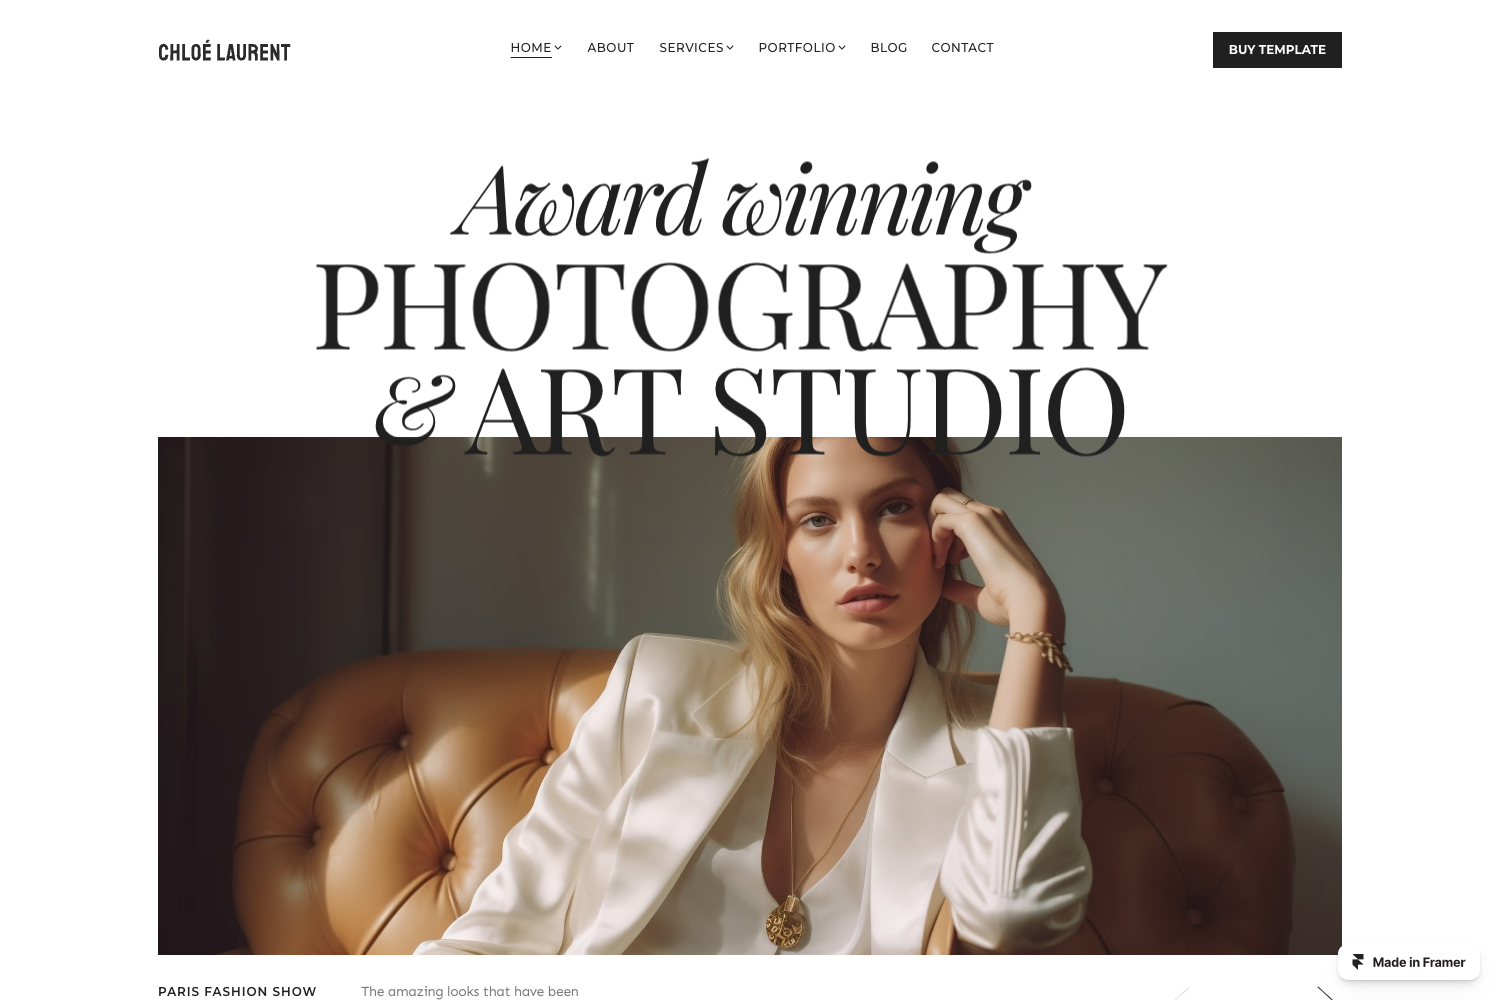 CHLOÉ LAURENT
HOME
ABOUT
SERVICES
PORTFOLIO
BLOG
CONTACT
BUY TEMPLATE
Award winning
PHOTOGRAPHY
& ART STUDIO
PARIS FASHION SHOW
The amazing looks that have been
Made in Framer